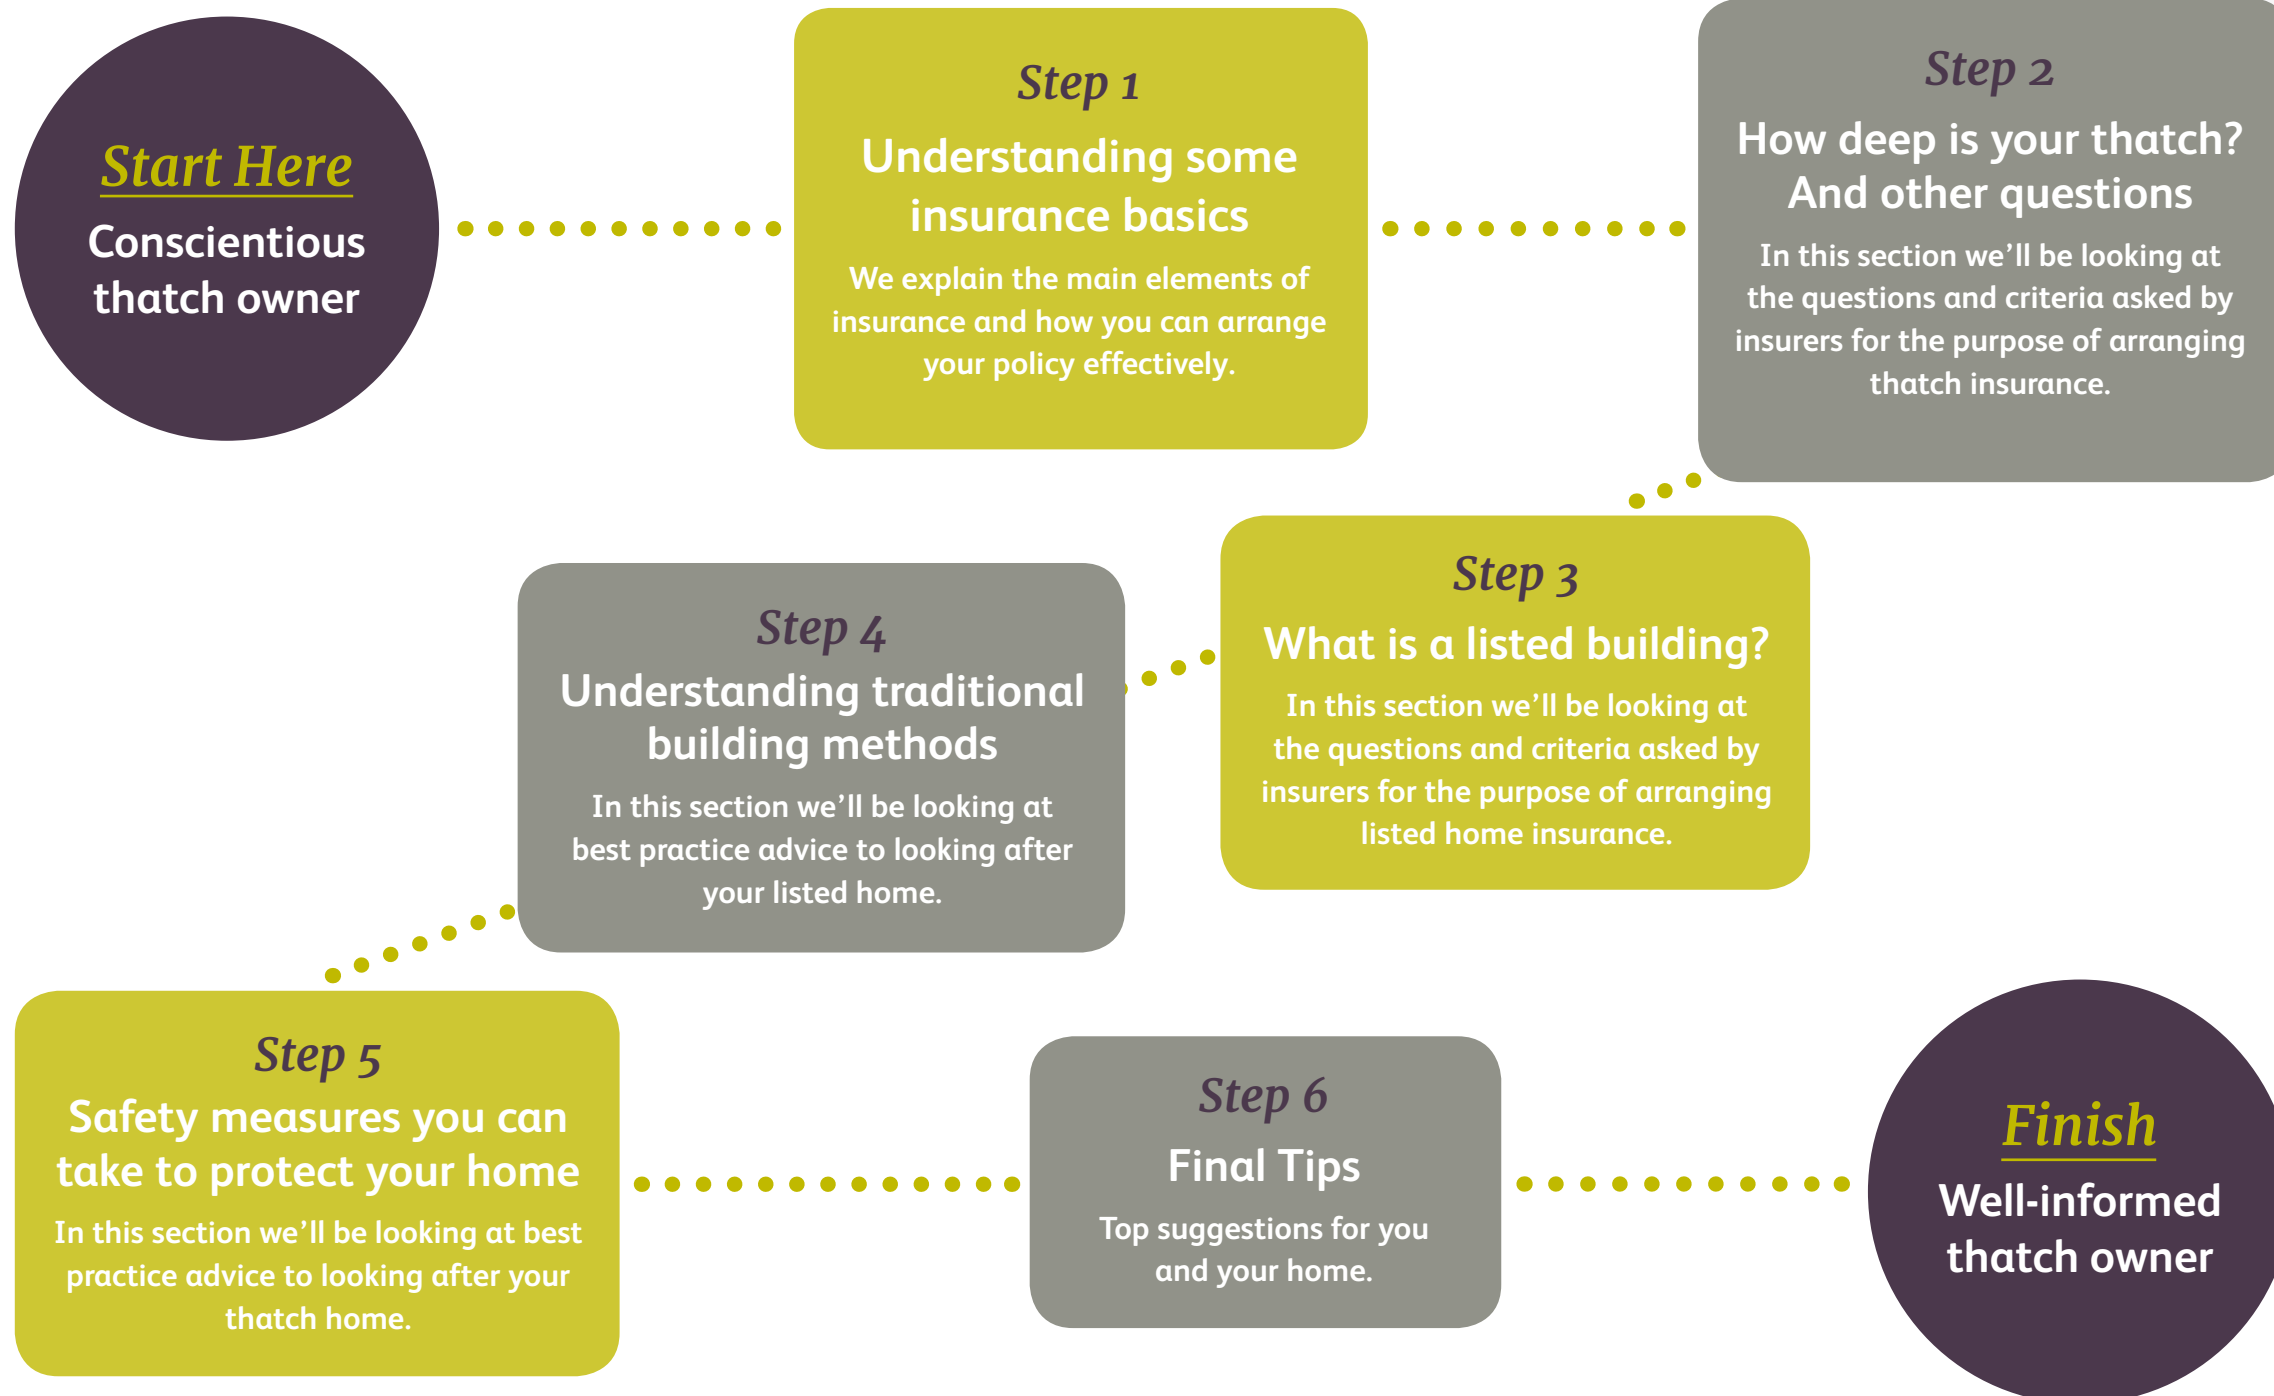 Start Here
Conscientious
thatch owner
Step 1
Understanding some
insurance basics
We explain the main elements of
insurance and how you can arrange
your policy effectively.
Step 2
How deep is your thatch?
And other questions
In this section we’ll be looking at
the questions and criteria asked by
insurers for the purpose of arranging
thatch insurance.
Step 3
What is a listed building?
In this section we’ll be looking at
the questions and criteria asked by
insurers for the purpose of arranging
listed home insurance.
Step 4
Understanding traditional
building methods
In this section we’ll be looking at
best practice advice to looking after
your listed home.
Step 5
Safety measures you can
take to protect your home
In this section we’ll be looking at best
practice advice to looking after your
thatch home.
Step 6
Final Tips
Top suggestions for you
and your home.
Finish
Well-informed
thatch owner